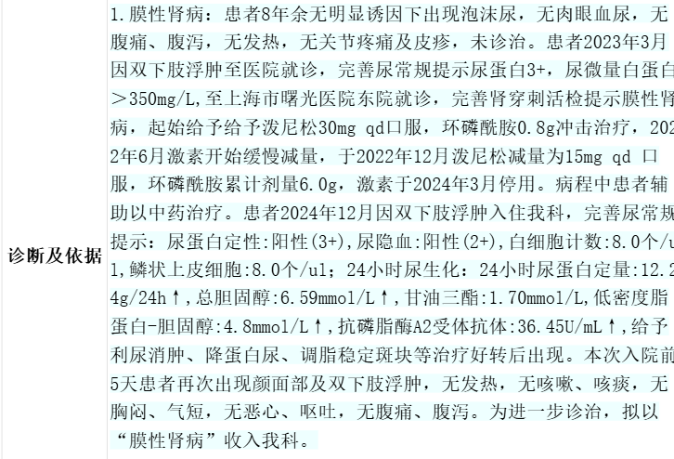 诊断及依据
1.膜性肾病：患者8年余无明显诱因下出现泡沫尿，无肉眼血尿，无
腹痛、腹泻，无发热，无关节疼痛及皮疹，未诊治。患者2023年3月
因双下肢浮肿至医院就诊，完善尿常规提示尿蛋白3+，尿微量白蛋白
＞350mg/L,至上海市曙光医院东院就诊，完善肾穿刺活检提示膜性肾
病，起始给予给予泼尼松30mg qd口服，环磷酰胺0.8g冲击治疗，202
2年6月激素开始缓慢减量，于2022年12月泼尼松减量为15mg qd 口
服，环磷酰胺累计剂量6.0g，激素于2024年3月停用。病程中患者辅
助以中药治疗。患者2024年12月因双下肢浮肿入住我科，完善尿常规
提示：尿蛋白定性:阳性(3+),尿隐血:阳性(2+),白细胞计数:8.0个/u
l,鳞状上皮细胞:8.0个/ul；24小时尿生化：24小时尿蛋白定量:12.2
4g/24h↑,总胆固醇:6.59mmol/L↑,甘油三酯:1.70mmol/L,低密度脂
蛋白-胆固醇:4.8mmol/L↑,抗磷脂酶A2受体抗体:36.45U/mL↑,给予
利尿消肿、降蛋白尿、调脂稳定斑块等治疗好转后出现。本次入院前
5天患者再次出现颜面部及双下肢浮肿，无发热，无咳嗽、咳痰，无
胸闷、气短，无恶心、呕吐，无腹痛、腹泻。为进一步诊治，拟以
“膜性肾病”收入我科。